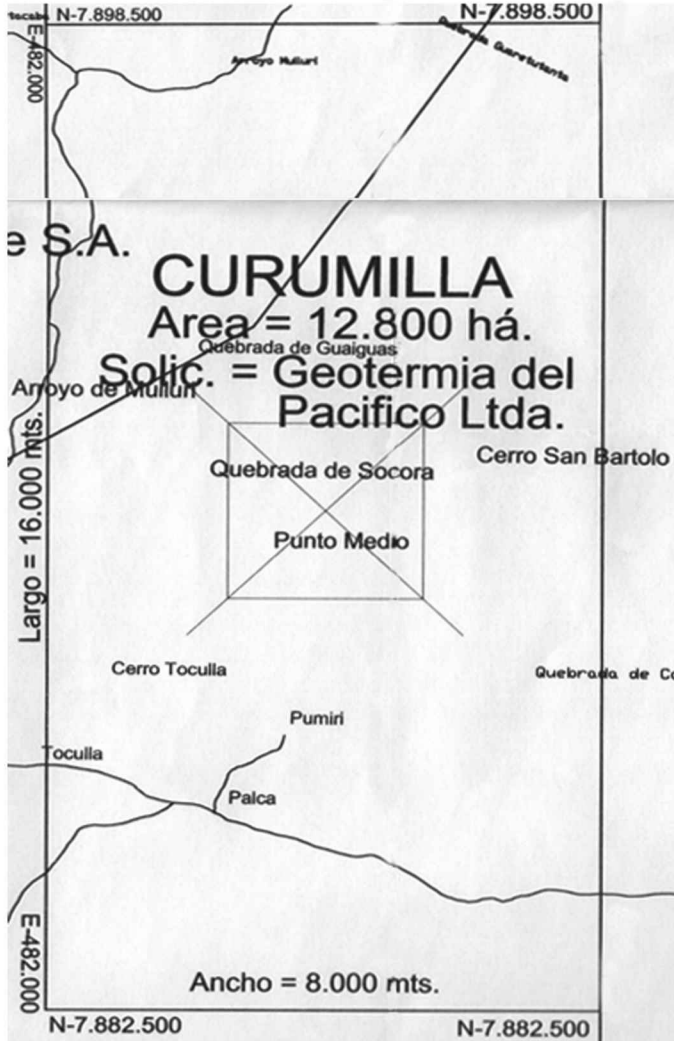 N-7.898.500
N-7.898.500
E-482.000
Arroyo Mulluri
Quebrada
e S.A.
CURUMILLA
Area = 12.800 há.
Quebrada de Guaiguas
Solic. = Geotermia del
Arroyo de Mulluri
Pacifico Ltda.
Cerro San Bartolo
Quebrada de Socora
Largo = 16.000 mts.
Punto Medio
Cerro Toculla
Quebrada de Co
Pumiri
Toculla
Palca
E-482.000
Ancho = 8.000 mts.
N-7.882.500
N-7.882.500